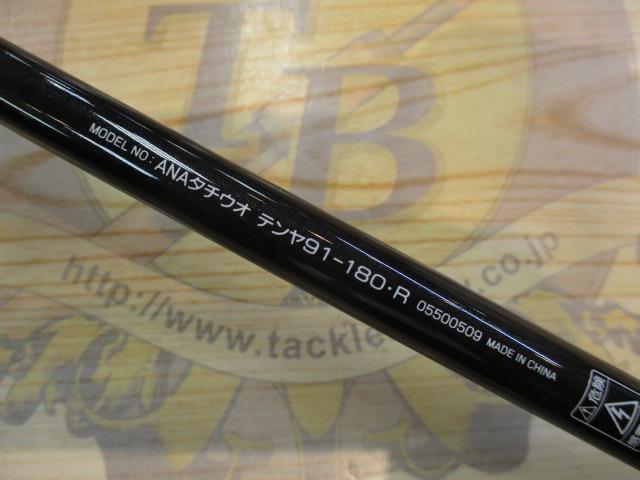 TB
MODEL NO: ANAタチウオ テンヤ91-180・R 05500509 MADE IN CHINA
http://www.tackle
.co.jp
危険